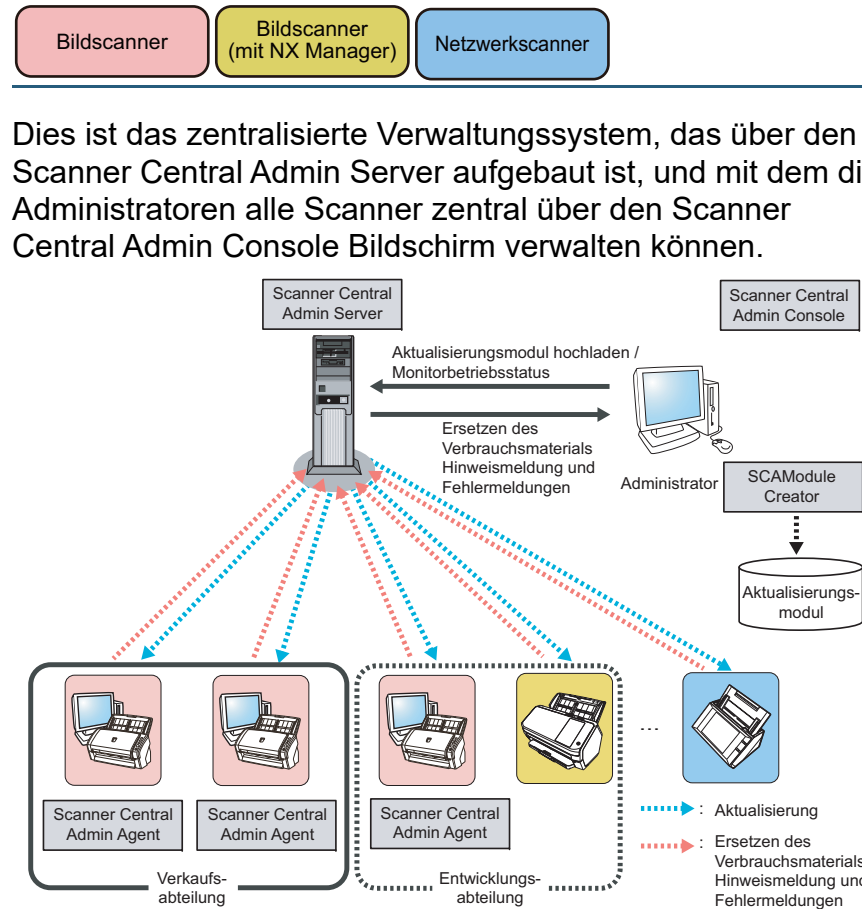 Bildscanner
Bildscanner
(mit NX Manager)
Netzwerkscanner
Dies ist das zentralisierte Verwaltungssystem, das über den
Scanner Central Admin Server aufgebaut ist, und mit dem di
Administratoren alle Scanner zentral über den Scanner
Central Admin Console Bildschirm verwalten können.
Scanner Central
Admin Server
Scanner Central
Admin Console
Aktualisierungsmodul hochladen /
Monitorbetriebsstatus
Ersetzen des
Verbrauchsmaterials
Hinweismeldung und
Fehlermeldungen
Administrator
SCAModule
Creator
Aktualisierungs-
modul
...
Scanner Central
Admin Agent
Scanner Central
Admin Agent
Scanner Central
Admin Agent
Verkaufs-
abteilung
Entwicklungs-
abteilung
: Aktualisierung
: Ersetzen des
Verbrauchsmaterials
Hinweismeldung und
Fehlermeldungen